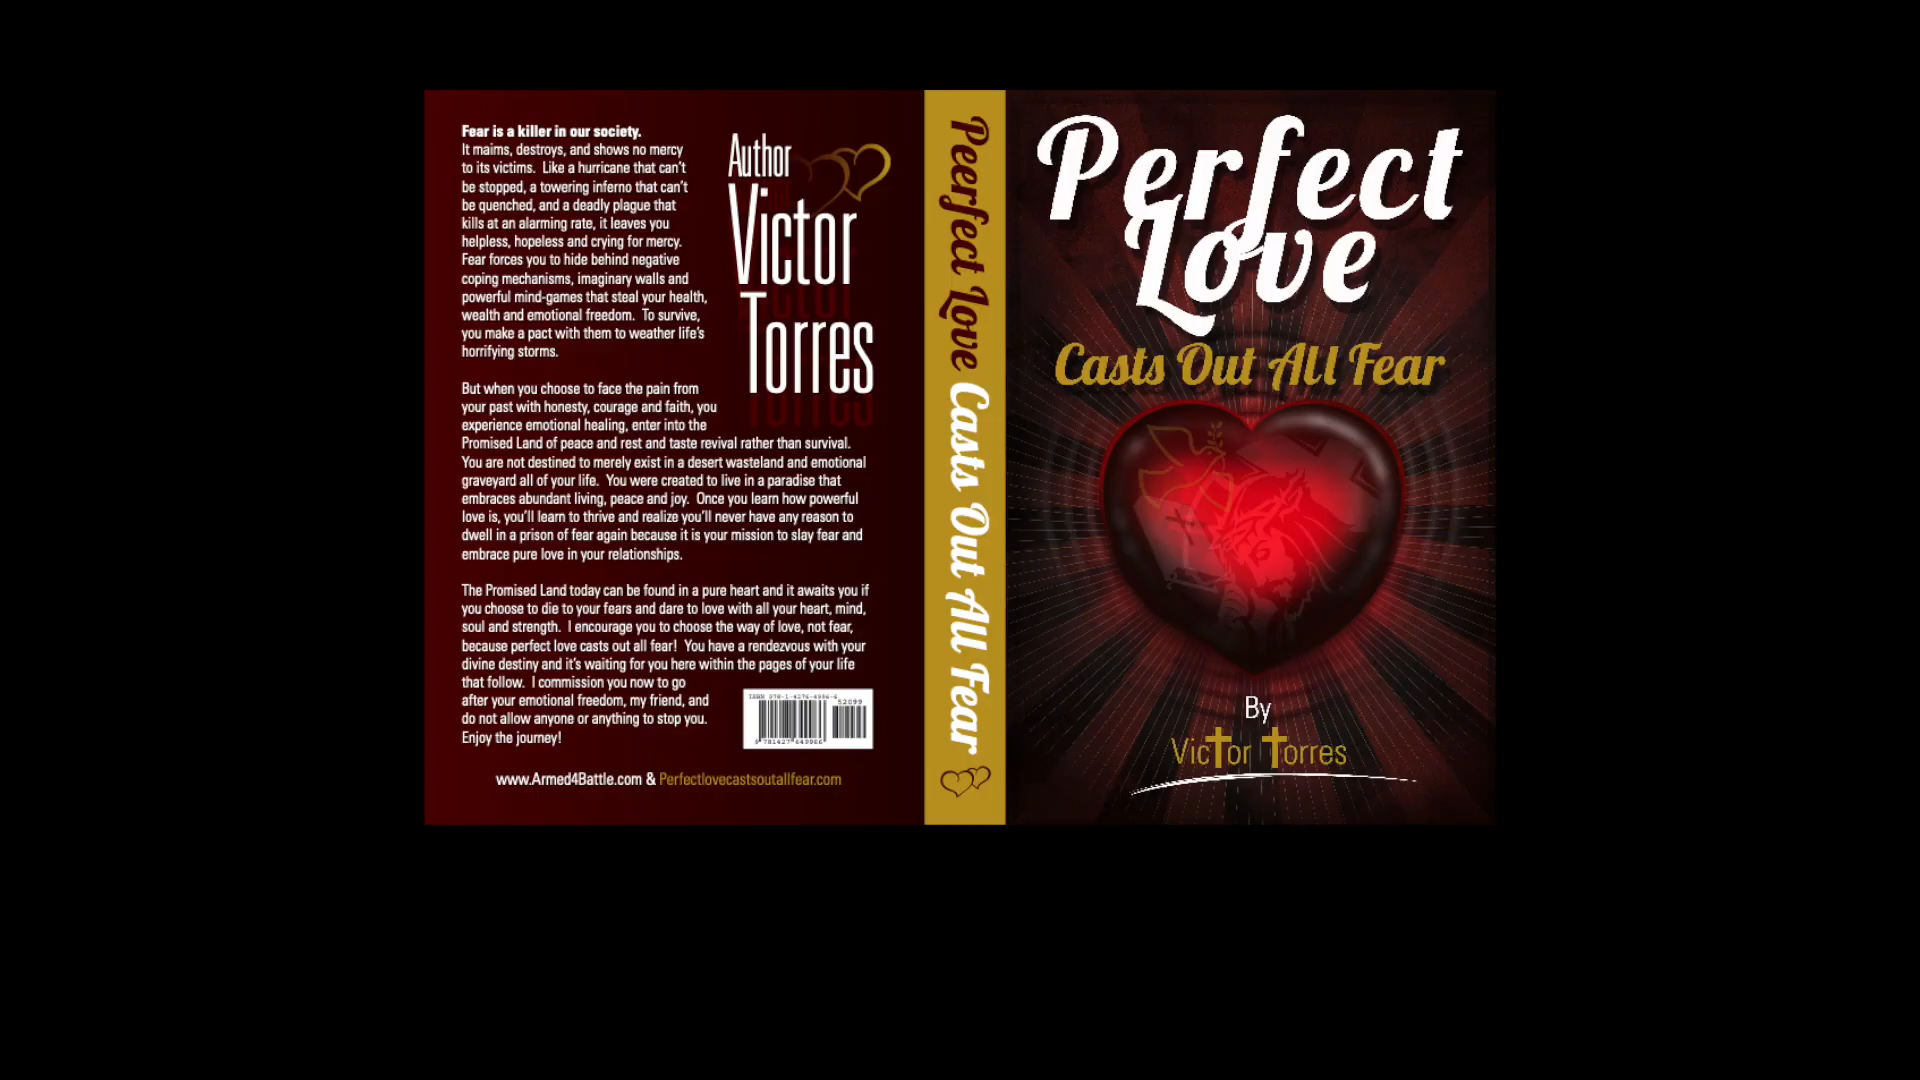 Fear is a killer in our society.
It maims, destroys, and shows no mercy
to its victims. Like a hurricane that can't
be stopped, a towering inferno that can't
be quenched, and a deadly plague that
kills at an alarming rate, it leaves you
helpless, hopeless and crying for mercy.
Fear forces you to hide behind negative
coping mechanisms, imaginary walls and
powerful mind-games that steal your health,
wealth and emotional freedom. To survive,
you make a pact with them to weather life's
horrifying storms.
But when you choose to face the pain from
your past with honesty, courage and faith, you
experience emotional healing, enter into the
Promised Land of peace and rest and taste revival rather than survival.
You are not destined to merely exist in a desert wasteland and emotional
graveyard all of your life. You were created to live in a paradise that
embraces abundant living, peace and joy. Once you learn how powerful
love is, you'll learn to thrive and realize you'll never have any reason to
dwell in a prison of fear again because it is your mission to slay fear and
embrace pure love in your relationships.
The Promised Land today can be found in a pure heart and it awaits you if
you choose to die to your fears and dare to love with all your heart, mind,
soul and strength. I encourage you to choose the way of love, not fear,
because perfect love casts out all fear! You have a rendezvous with your
divine destiny and it's waiting for you here within the pages of your life
that follow. I commission you now to go
after your emotional freedom, my friend, and
do not allow anyone or anything to stop you.
Enjoy the journey!
www.Armed4Battle.com & Perfectlovecastsoutallfear.com
Author
Victor
Torres
ISBN 978-1-4276-4996-6
52099
9 781427 649966
Peerfect Love Casts Out All Fear
Perfect
Love
Casts Out All Fear
By
Victor Torres